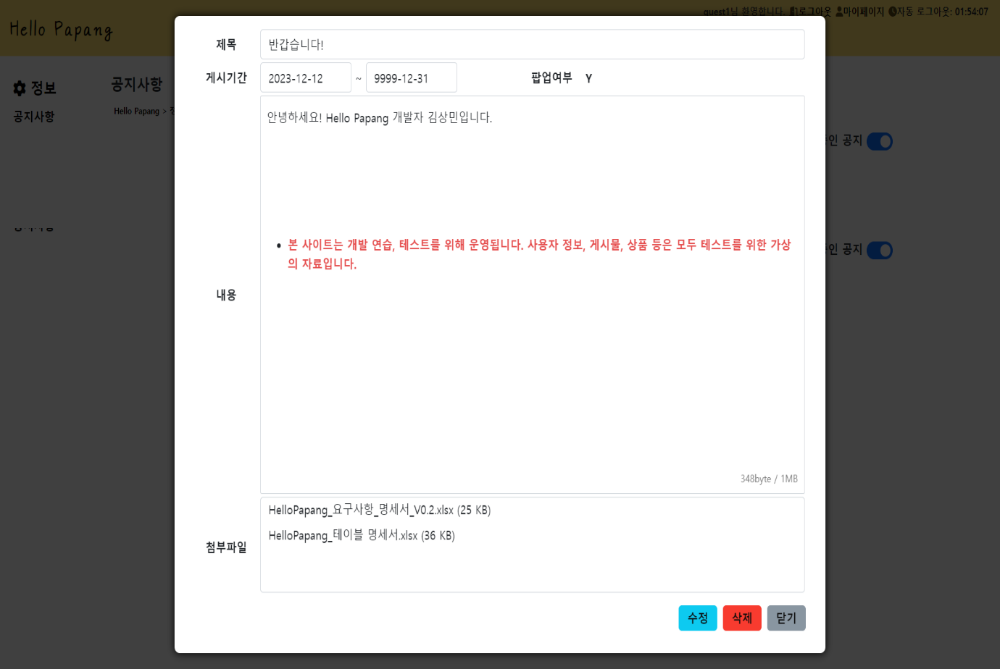 guest1님 환영합니다. 로그아웃 마이페이지 자동 로그아웃: 01:54:07
Hello Papang
정보
공지사항
공지사항
Hello Papang >
제목 반갑습니다!
게시기간 2023-12-12 ~ 9999-12-31 팝업여부 Y
안녕하세요! Hello Papang 개발자 김상민입니다.
공지
공지사항
본 사이트는 개발 연습, 테스트를 위해 운영됩니다. 사용자 정보, 게시물, 상품 등은 모두 테스트를 위한 가상
의 자료입니다.
공지
내용
348byte / 1MB
HelloPapang_요구사항_명세서_V0.2.xlsx (25 KB)
HelloPapang_테이블 명세서.xlsx (36 KB)
첨부파일
수정 삭제 닫기